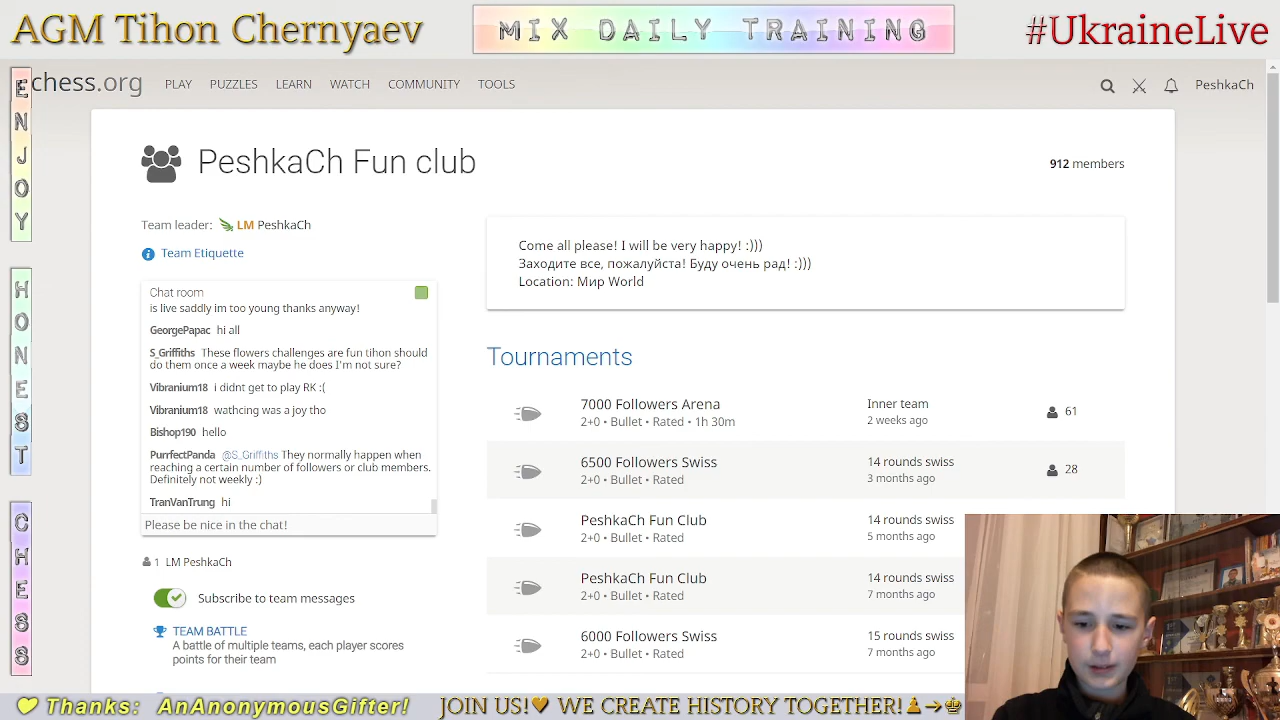 AGM Tihon Chernyaev
MIX DAILY TRAINING
#UkraineLive
ENJOY
HONEST
CHESS
chess.org
PLAY PUZZLES LEARN WATCH COMMUNITY TOOLS
PeshkaCh
PeshkaCh Fun club
912 members
Team leader: LM PeshkaCh
Team Etiquette
Chat room
is live saddly im too young thanks anyway!
GeorgePapac hi all
S_Griffiths These flowers challenges are fun tihon should
do them once a week maybe he does I'm not sure?
Vibranium18 i didnt get to play RK :(
Vibranium18 wathcing was a joy tho
Bishop190 hello
PurrfectPanda @S_Griffiths They normally happen when
reaching a certain number of followers or club members.
Definitely not weekly :)
TranVanTrung hi
Please be nice in the chat!
1 LM PeshkaCh
Subscribe to team messages
TEAM BATTLE
A battle of multiple teams, each player scores
points for their team
Come all please! I will be very happy! :)))
Заходите все, пожалуйста! Буду очень рад! :)))
Location: Мир World
Tournaments
7000 Followers Arena
2+0 • Bullet • Rated • 1h 30m
Inner team
2 weeks ago
61
6500 Followers Swiss
2+0 • Bullet • Rated
14 rounds swiss
3 months ago
28
PeshkaCh Fun Club
2+0 • Bullet • Rated
14 rounds swiss
5 months ago
PeshkaCh Fun Club
2+0 • Bullet • Rated
14 rounds swiss
7 months ago
6000 Followers Swiss
2+0 • Bullet • Rated
15 rounds swiss
7 months ago
Thanks: AnAnonymousGifter!
JOIN US! WE CREATE HISTORY TOGETHER!